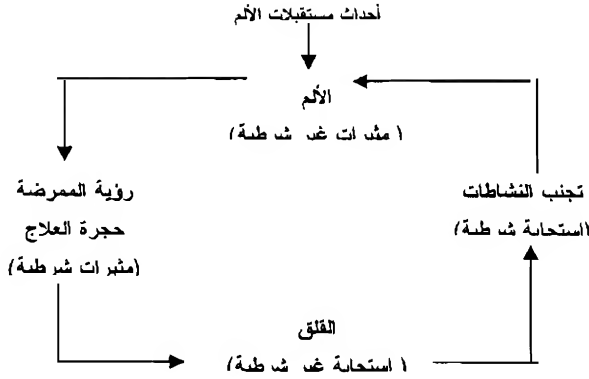 أحداث مستقبلات الألم
الألم
(مثيرات غير شرطية)
رؤية الممرضة
حجرة العلاج
(مثيرات شرطية)
تجنب النشاطات
(استجابة شرطية)
القلق
(استجابة غير شرطية)